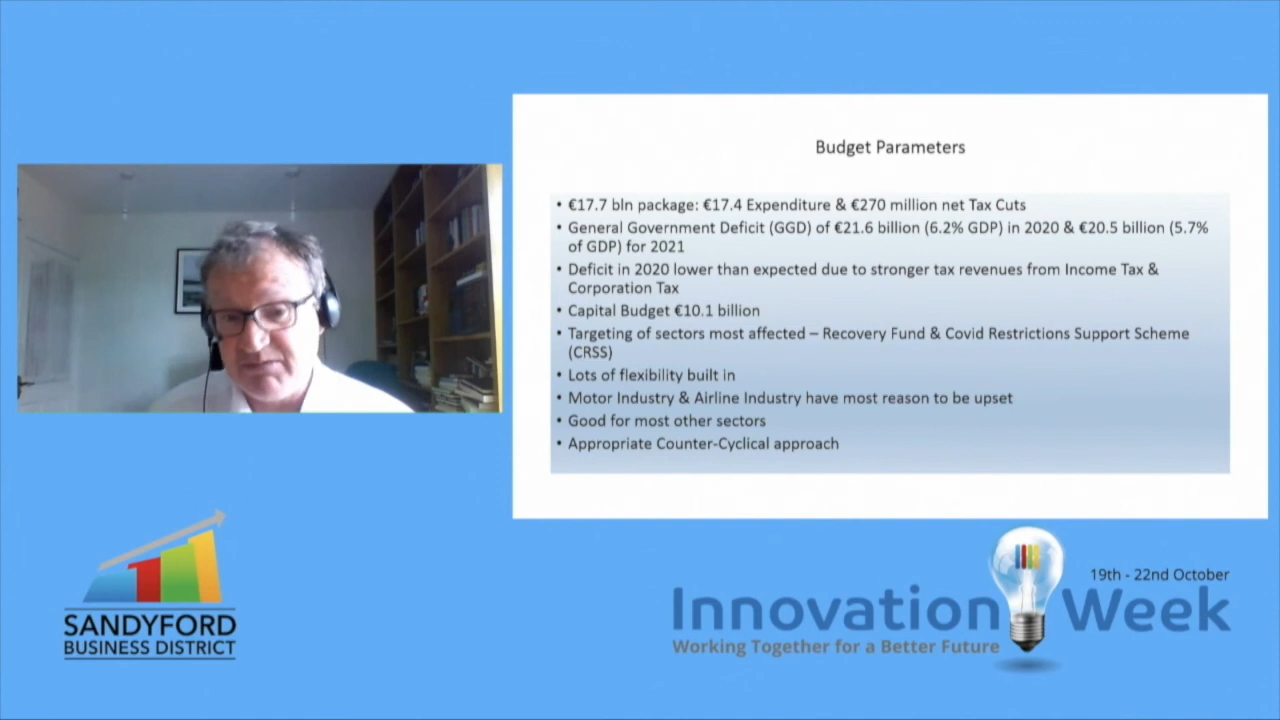 Budget Parameters
• €17.7 bln package: €17.4 Expenditure & €270 million net Tax Cuts
• General Government Deficit (GGD) of €21.6 billion (6.2% GDP) in 2020 & €20.5 billion (5.7%
of GDP) for 2021
• Deficit in 2020 lower than expected due to stronger tax revenues from Income Tax &
Corporation Tax
• Capital Budget €10.1 billion
• Targeting of sectors most affected – Recovery Fund & Covid Restrictions Support Scheme
(CRSS)
• Lots of flexibility built in
• Motor Industry & Airline Industry have most reason to be upset
• Good for most other sectors
• Appropriate Counter-Cyclical approach
SANDYFORD
BUSINESS DISTRICT
19th - 22nd October
Innovation Week
Working Together for a Better Future